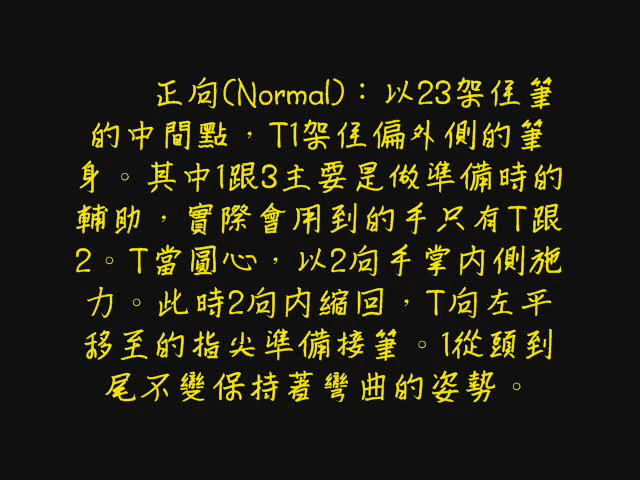 正向(Normal)：以23架住筆
的中間點，T1架住偏外側的筆
身。其中1跟3主要是做準備時的
輔助，實際會用到的手只有T跟
2。T當圓心，以2向手掌內側施
力。此時2向內縮回，T向左平
移至的指尖準備接筆。1從頭到
尾不變保持著彎曲的姿勢。